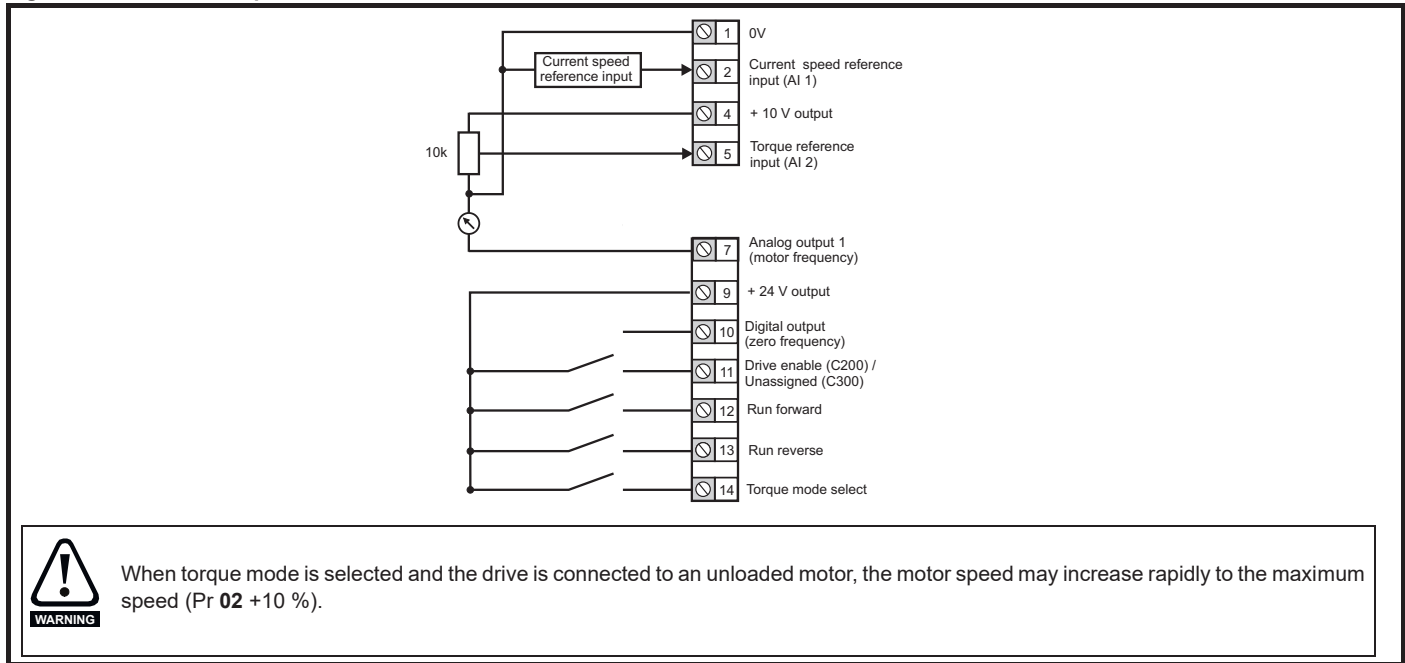 1 0V
Current speed
reference input
2 Current speed reference
input (AI 1)
4 + 10 V output
10k
5 Torque reference
input (AI 2)
7 Analog output 1
(motor frequency)
9 + 24 V output
10 Digital output
(zero frequency)
11 Drive enable (C200) /
Unassigned (C300)
12 Run forward
13 Run reverse
14 Torque mode select
WARNING
When torque mode is selected and the drive is connected to an unloaded motor, the motor speed may increase rapidly to the maximum
speed (Pr 02 +10 %).